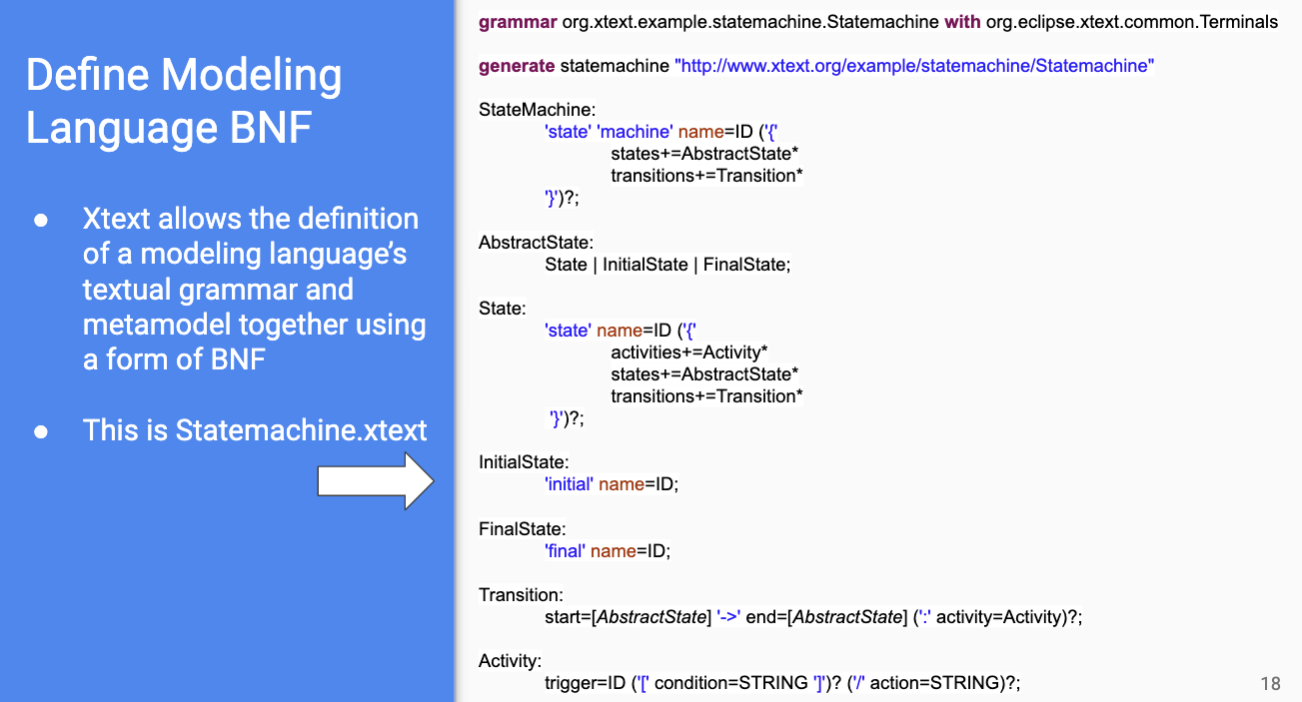 Define Modeling
Language BNF
● Xtext allows the definition
of a modeling language's
textual grammar and
metamodel together using
a form of BNF
● This is Statemachine.xtext
grammar org.xtext.example.statemachine.Statemachine with org.eclipse.xtext.common.Terminals
generate statemachine "http://www.xtext.org/example/statemachine/Statemachine"
StateMachine:
'state' 'machine' name=ID ('{'
states+=AbstractState*
transitions+=Transition*
'}')?;
AbstractState:
State | InitialState | FinalState;
State:
'state' name=ID ('{'
activities+=Activity*
states+=AbstractState*
transitions+=Transition*
'}')?;
InitialState:
'initial' name=ID;
FinalState:
'final' name=ID;
Transition:
start=[AbstractState] '->' end=[AbstractState] (':' activity=Activity)?;
Activity:
trigger=ID ('[' condition=STRING ']')? ('/' action=STRING)?;
18